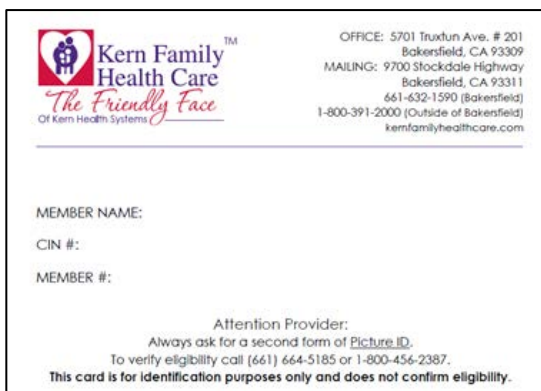 Kern Family™
Health Care
The Friendly Face
Of Kern Health Systems
OFFICE: 5701 Truxtun Ave. # 201
Bakersfield, CA 93309
MAILING: 9700 Stockdale Highway
Bakersfield, CA 93311
661-632-1590 (Bakersfield)
1-800-391-2000 (Outside of Bakersfield)
kernfamilyhealthcare.com
MEMBER NAME:
CIN #:
MEMBER #:
Attention Provider:
Always ask for a second form of Picture ID.
To verify eligibility call (661) 664-5185 or 1-800-456-2387.
This card is for identification purposes only and does not confirm eligibility.